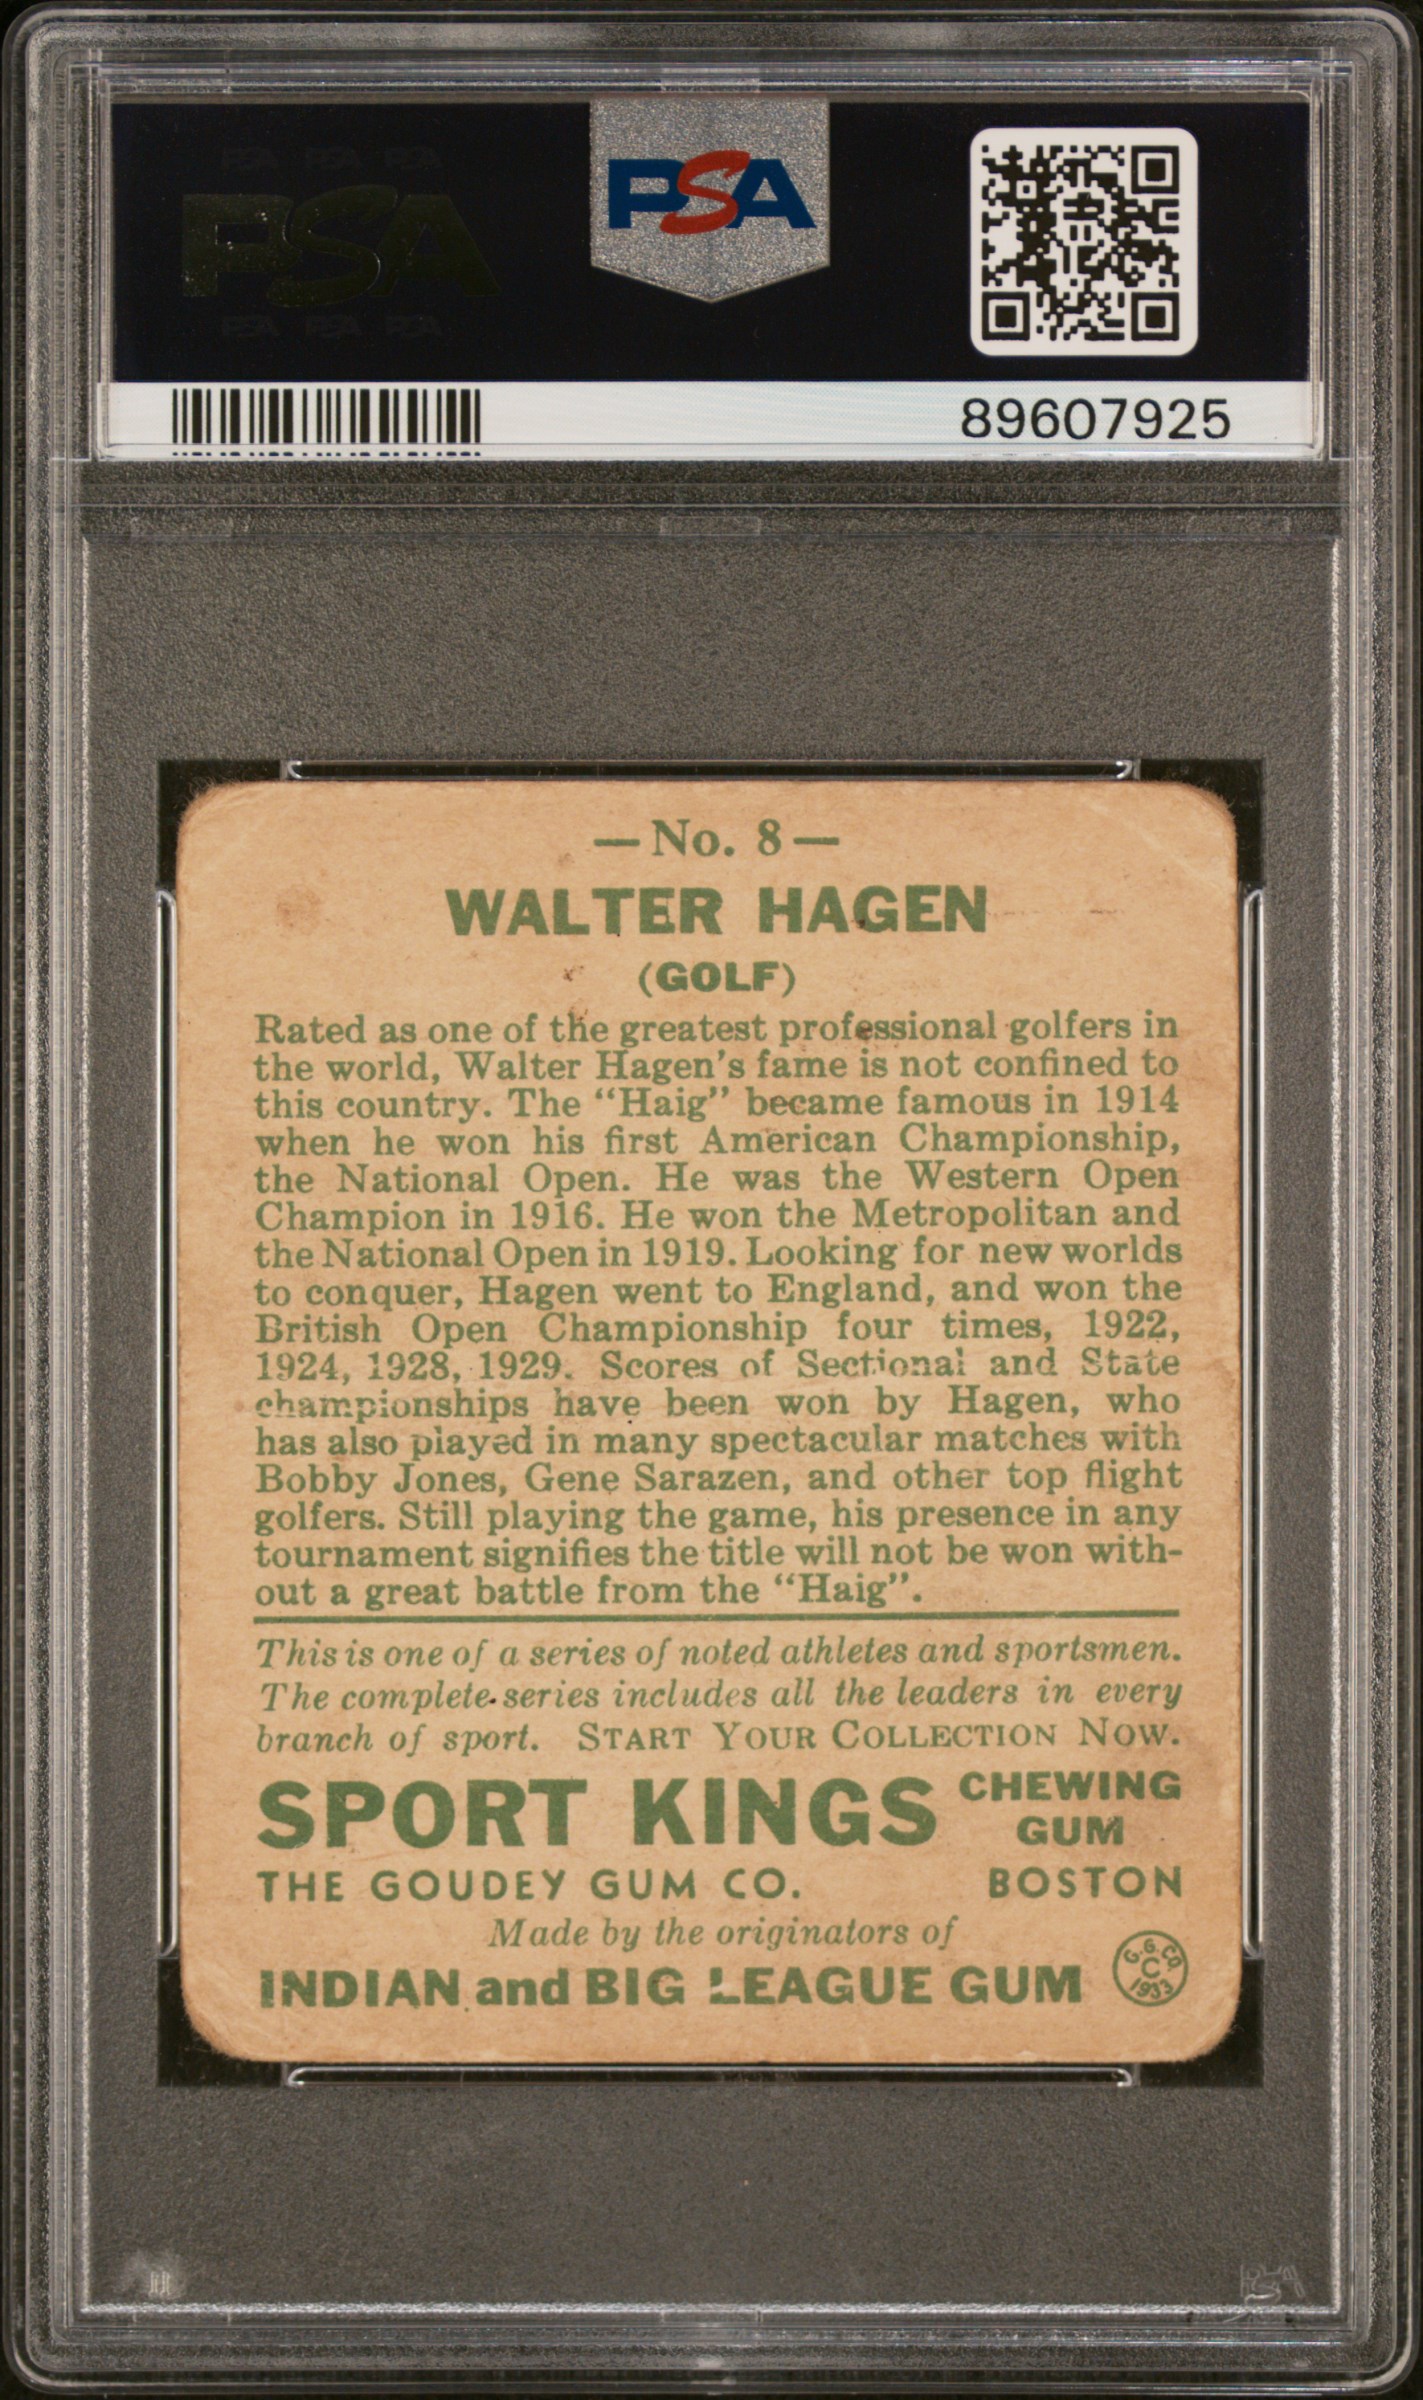 PSA PSA PSA
PSA
PSA PSA PSA
PSA
89607925
—No. 8—
WALTER HAGEN
(GOLF)
Rated as one of the greatest professional golfers in
the world, Walter Hagen's fame is not confined to
this country. The “Haig” became famous in 1914
when he won his first American Championship,
the National Open. He was the Western Open
Champion in 1916. He won the Metropolitan and
the National Open in 1919. Looking for new worlds
to conquer, Hagen went to England, and won the
British Open Championship four times, 1922,
1924, 1928, 1929. Scores of Sectional and State
championships have been won by Hagen, who
has also played in many spectacular matches with
Bobby Jones, Gene Sarazen, and other top flight
golfers. Still playing the game, his presence in any
tournament signifies the title will not be won with-
out a great battle from the “Haig”.
This is one of a series of noted athletes and sportsmen.
The complete series includes all the leaders in every
branch of sport. START YOUR COLLECTION NOW.
SPORT KINGS CHEWING GUM
THE GOUDEY GUM CO. BOSTON
Made by the originators of
INDIAN and BIG LEAGUE GUM
G. G. CO.
C
1933
PSA